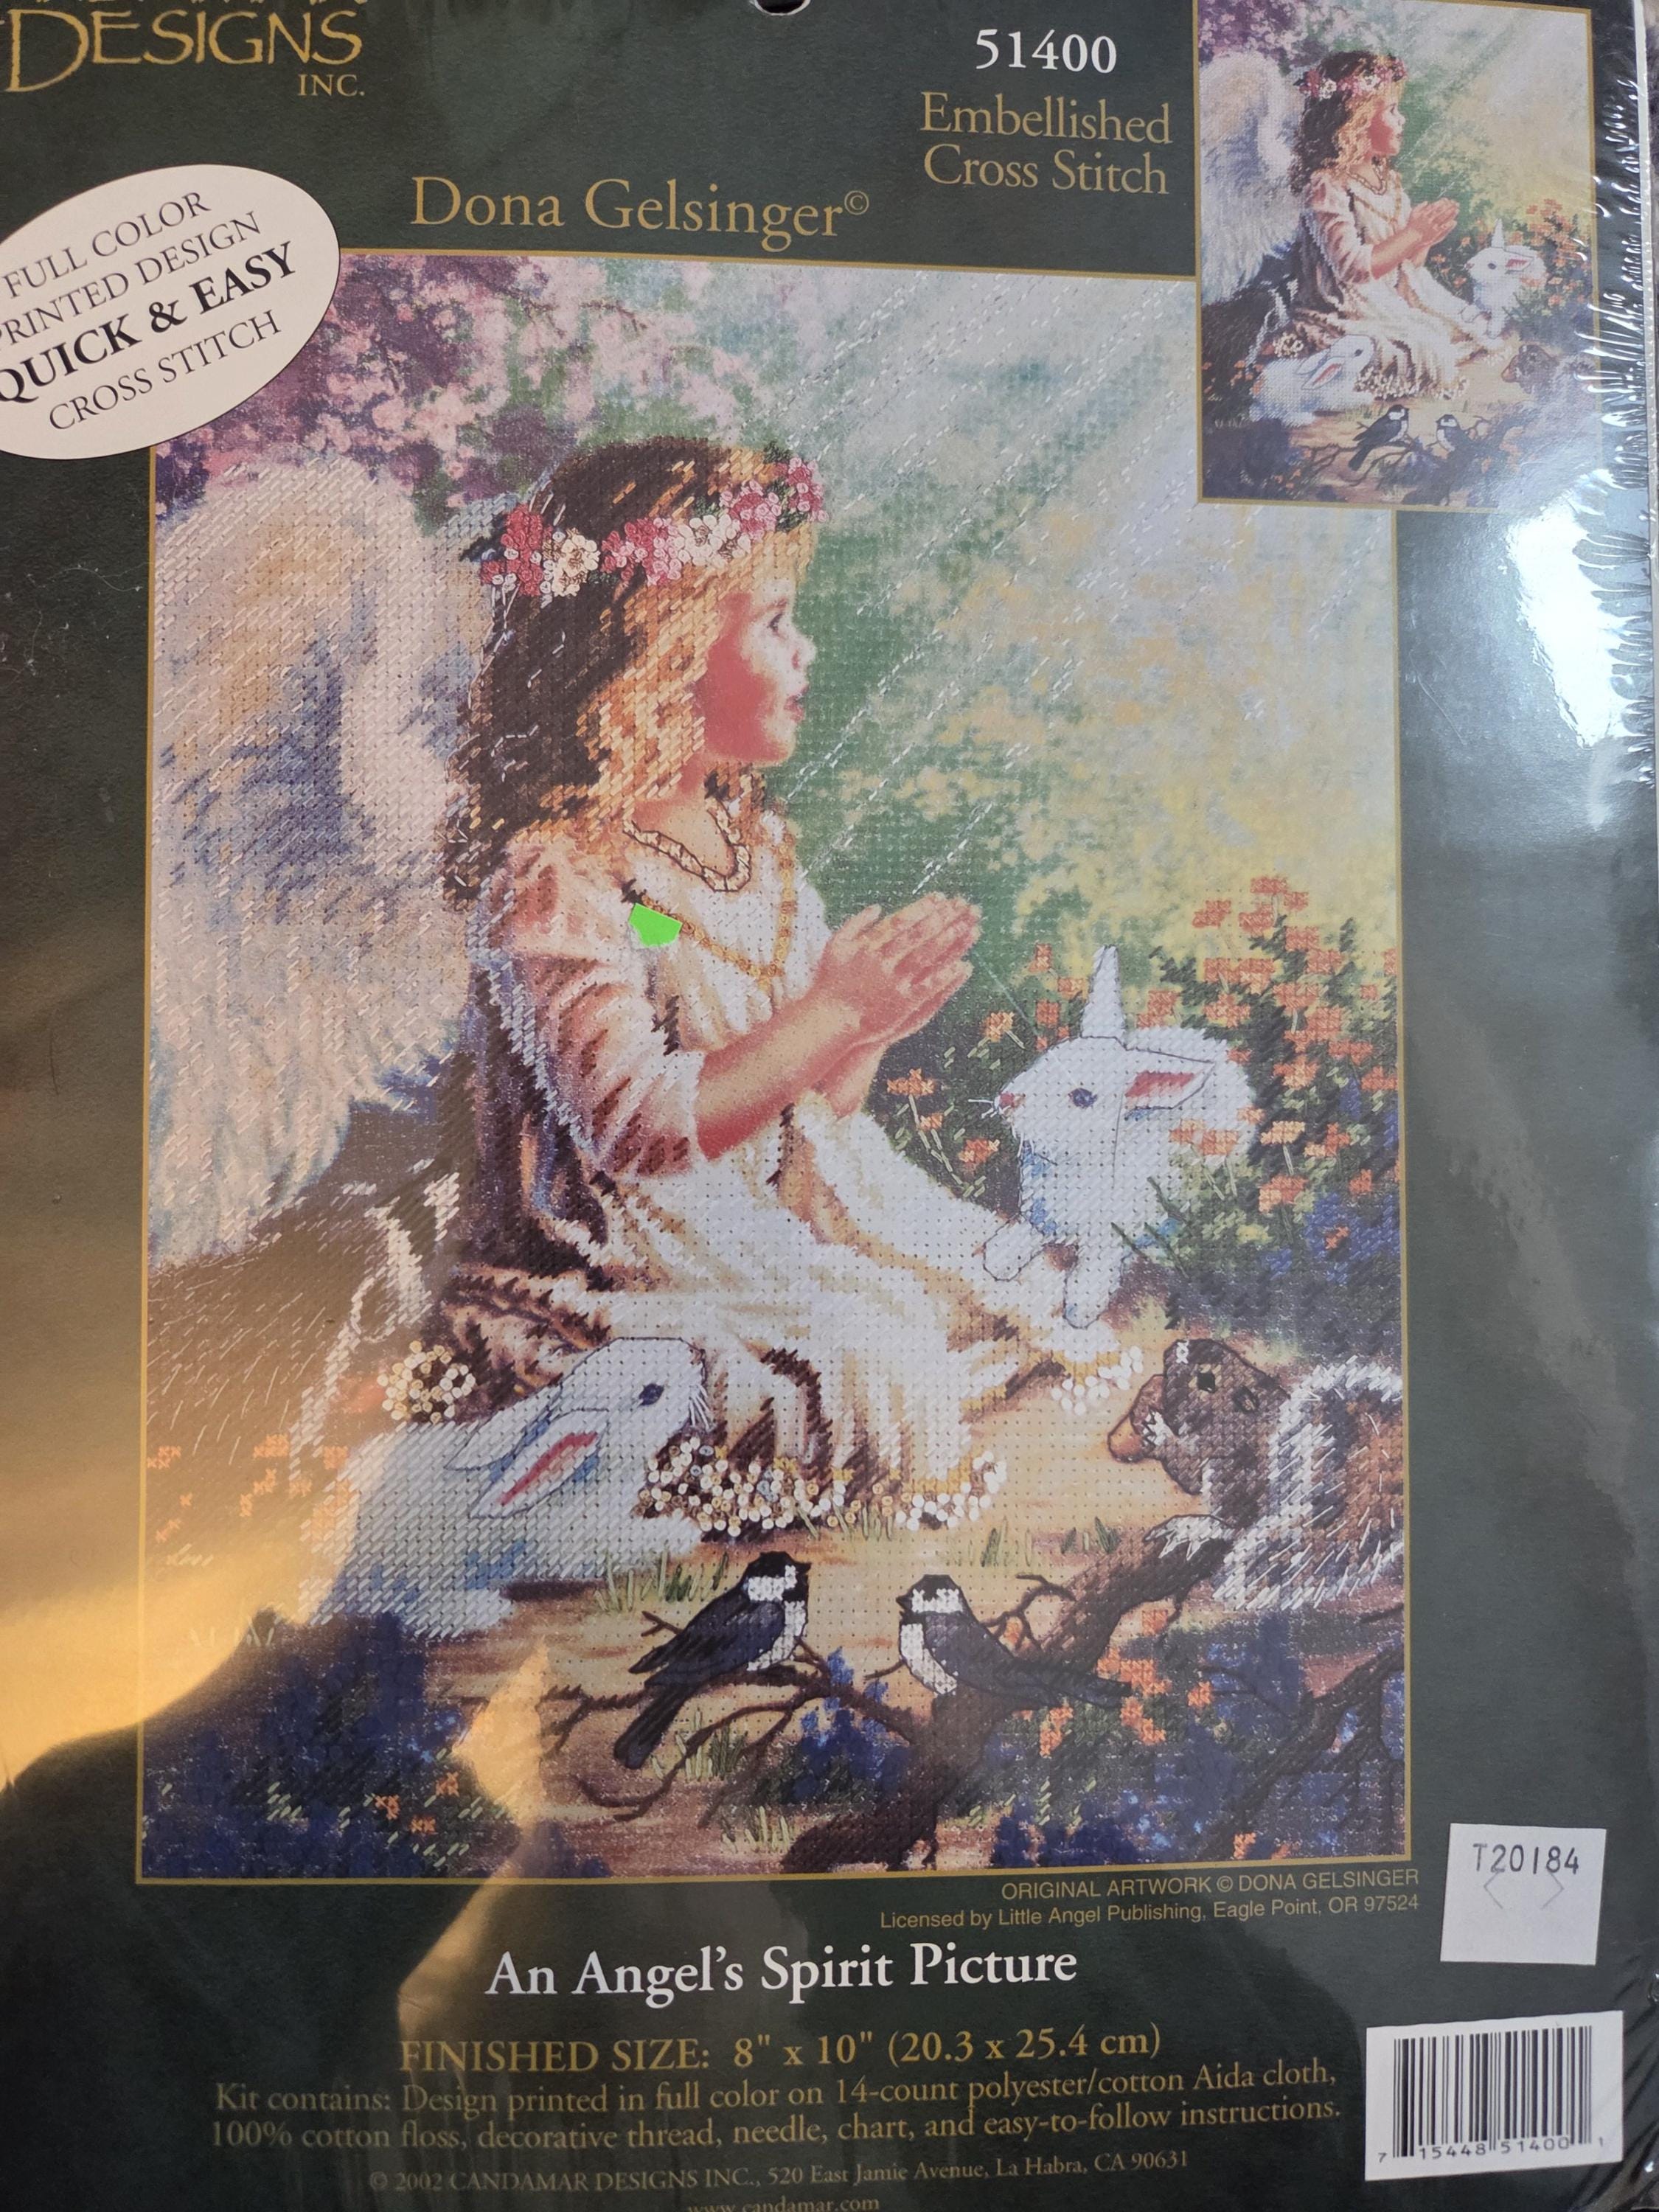 DESIGNS
INC.
51400
Embellished
Cross Stitch
Dona Gelsinger©
FULL COLOR
PRINTED DESIGN
QUICK & EASY
CROSS STITCH
T20184
ORIGINAL ARTWORK © DONA GELSINGER
Licensed by Little Angel Publishing, Eagle Point, OR 97524
An Angel's Spirit Picture
FINISHED SIZE: 8" x 10" (20.3 x 25.4 cm)
Kit contains: Design printed in full color on 14-count polyester/cotton Aida cloth,
100% cotton floss, decorative thread, needle, chart, and easy-to-follow instructions.
© 2002 CANDAMAR DESIGNS INC., 520 East Jamie Avenue, La Habra, CA 90631
www.candamar.com
7 15448 51400 1